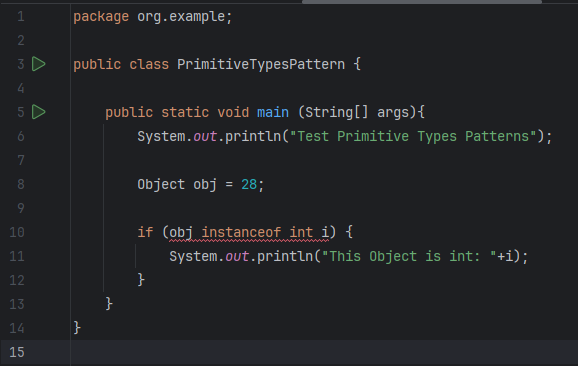 1 package org.example;
2
3 public class PrimitiveTypesPattern {
4
5     public static void main (String[] args){
6         System.out.println("Test Primitive Types Patterns");
7
8         Object obj = 28;
9
10         if (obj instanceof int i) {
11             System.out.println("This Object is int: "+i);
12         }
13     }
14 }
15